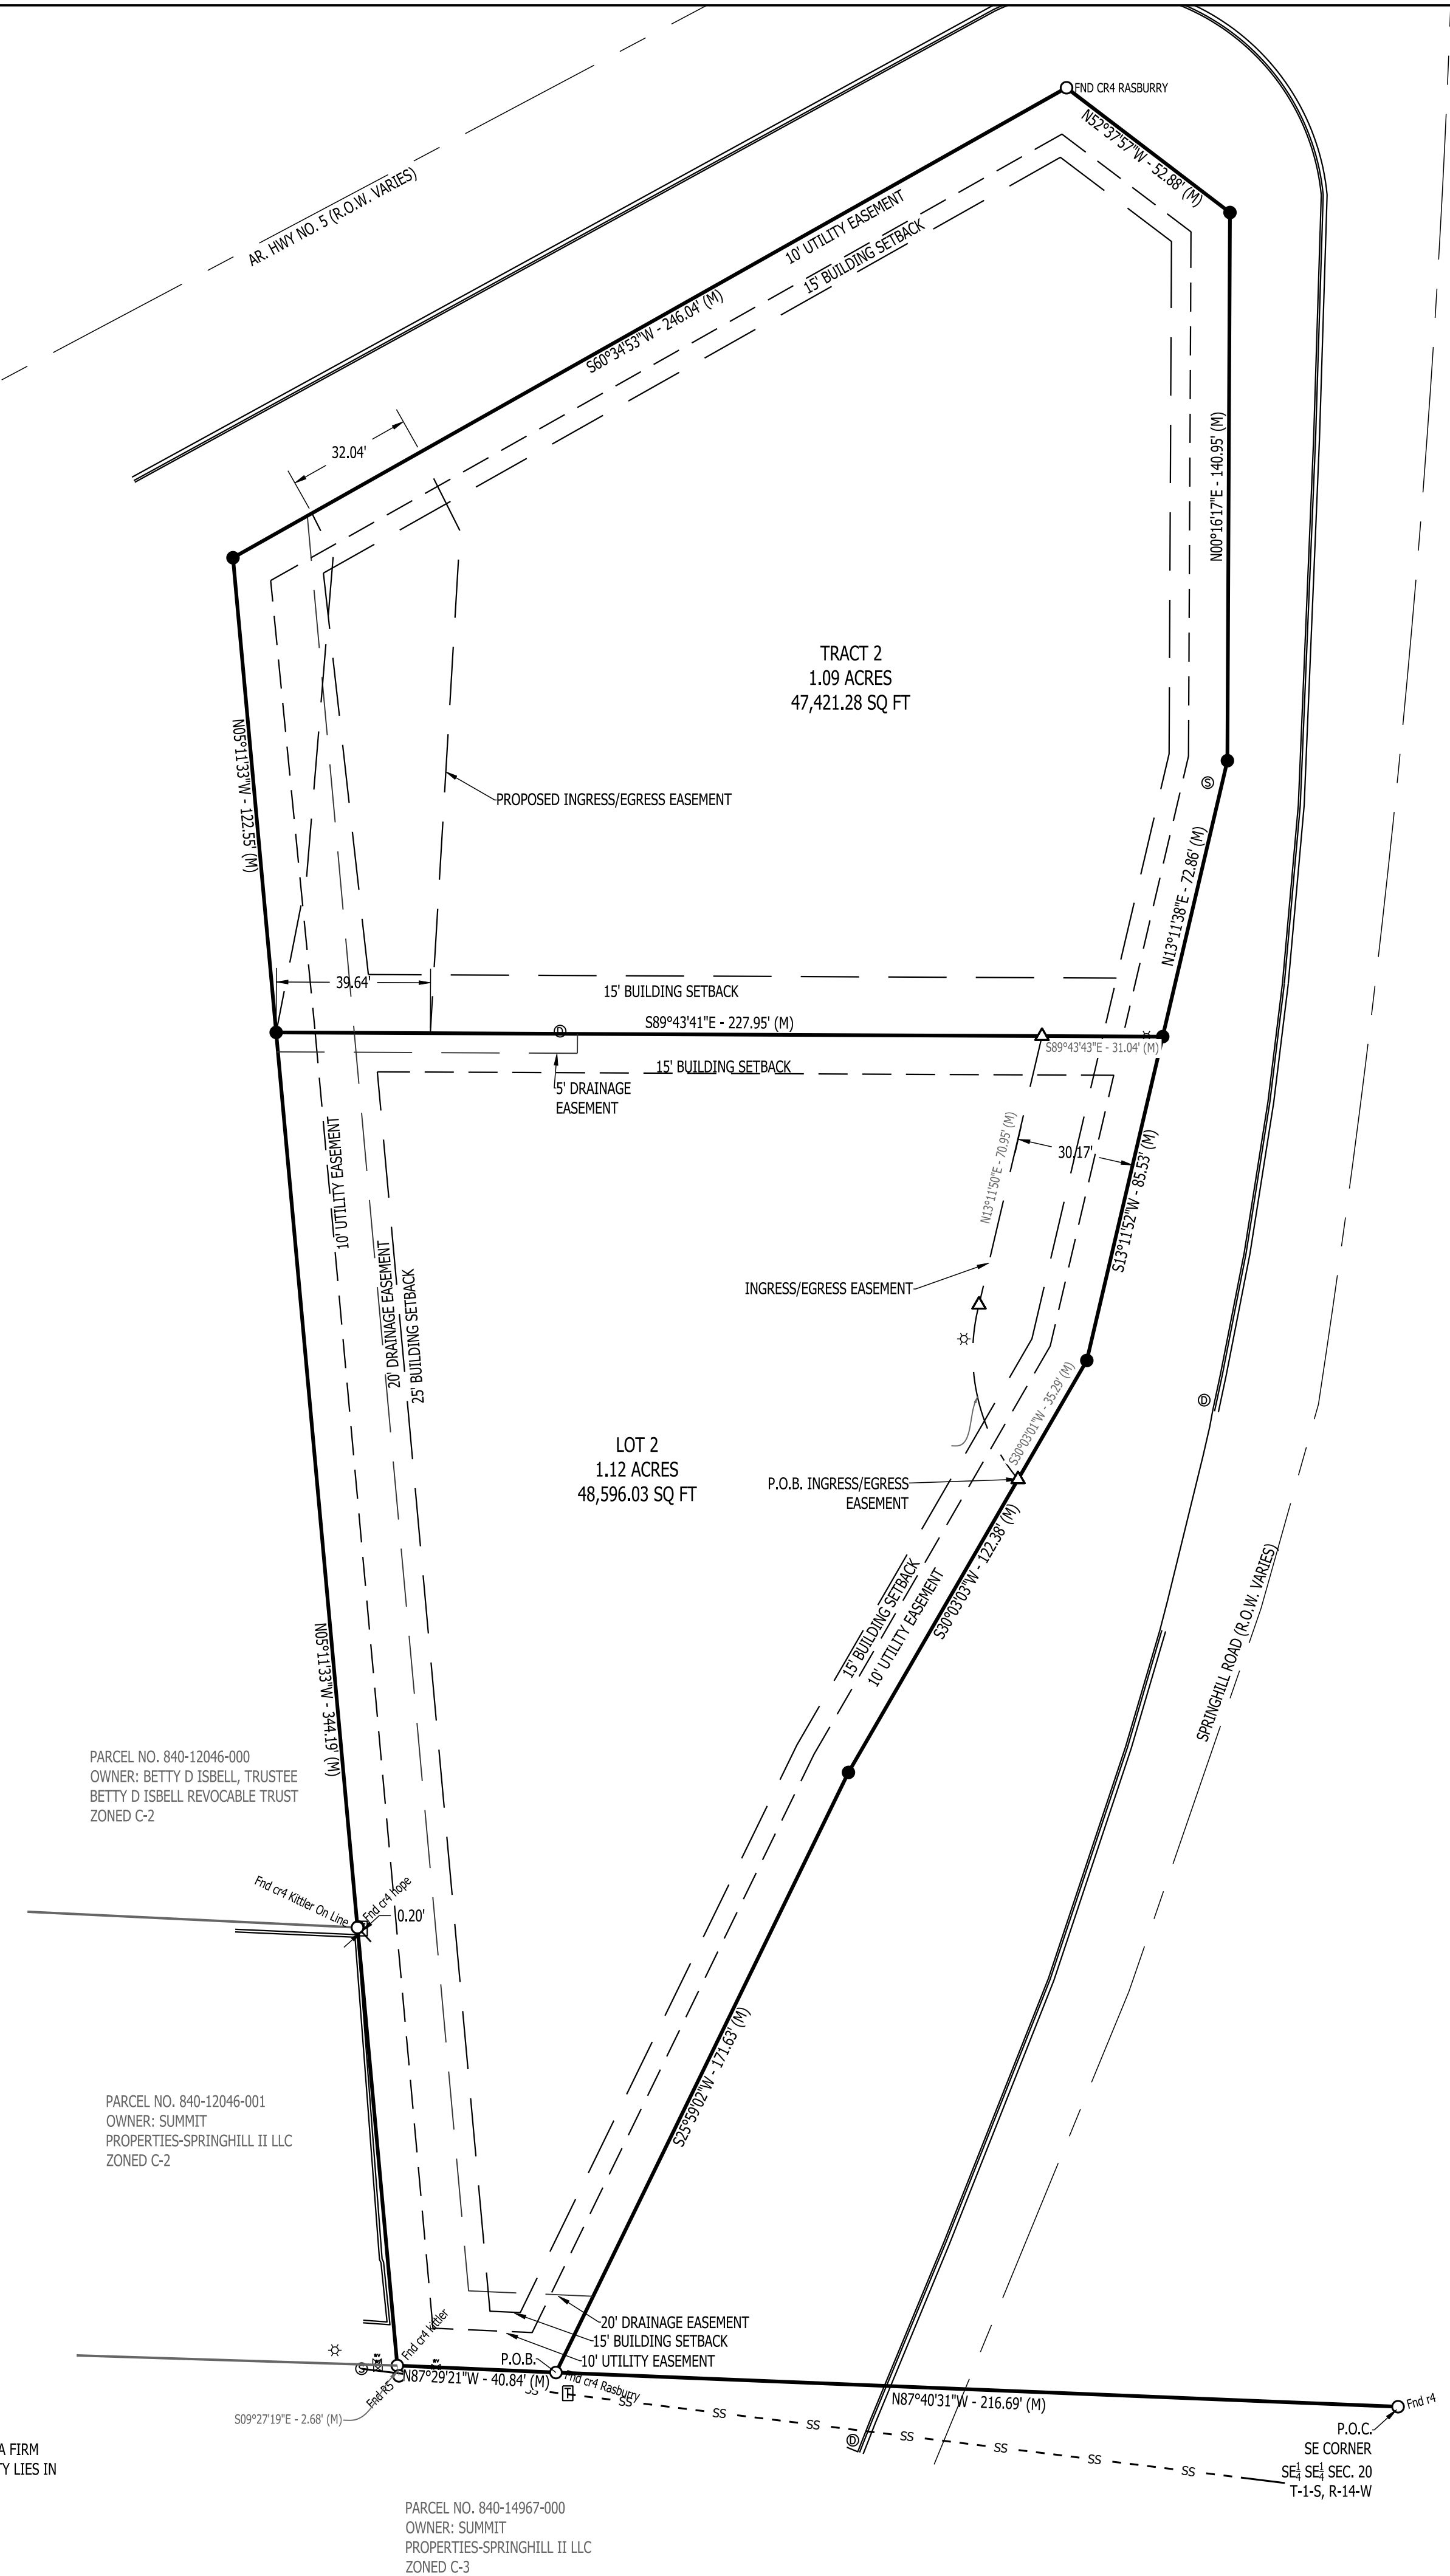 FND CR4 RASBURRY
N52°37'57"W - 52.88' (M)
AR. HWY NO. 5 (R.O.W. VARIES)
10' UTILITY EASEMENT
15' BUILDING SETBACK
S60°34'53"W - 246.04' (M)
32.04'
N00°16'17"E - 140.95' (M)
TRACT 2
1.09 ACRES
47,421.28 SQ FT
N05°11'33"W - 122.55' (M)
S
PROPOSED INGRESS/EGRESS EASEMENT
N13°11'38"E - 72.86' (M)
39.64'
15' BUILDING SETBACK
D
S89°43'41"E - 227.95' (M)
S89°43'43"E - 31.04' (M)
15' BUILDING SETBACK
5' DRAINAGE
EASEMENT
10' UTILITY EASEMENT
N13°11'50"E - 70.95' (M)
30.17'
S13°11'52"W - 85.53' (M)
20' DRAINAGE EASEMENT
25' BUILDING SETBACK
INGRESS/EGRESS EASEMENT
D
S30°03'01"W - 35.29' (M)
LOT 2
1.12 ACRES
48,596.03 SQ FT
P.O.B. INGRESS/EGRESS
EASEMENT
S30°03'03"W - 122.38' (M)
15' BUILDING SETBACK
10' UTILITY EASEMENT
SPRINGHILL ROAD (R.O.W. VARIES)
N05°11'33"W - 344.19' (M)
PARCEL NO. 840-12046-000
OWNER: BETTY D ISBELL, TRUSTEE
BETTY D ISBELL REVOCABLE TRUST
ZONED C-2
Fnd cr4 Kittler On Line
Fnd cr4 Hope
0.20'
S25°59'02"W - 171.63' (M)
PARCEL NO. 840-12046-001
OWNER: SUMMIT
PROPERTIES-SPRINGHILL II LLC
ZONED C-2
20' DRAINAGE EASEMENT
15' BUILDING SETBACK
10' UTILITY EASEMENT
Fnd cr4 kittler
P.O.B.
N87°29'21"W - 40.84' (M)
Fnd cr4 Rasburry
Fnd R5
N87°40'31"W - 216.69' (M)
Fnd r4
S09°27'19"E - 2.68' (M)
T
SS
SS
SS
SS
SS
SS
SS
SS
D
P.O.C.
SE CORNER
SE1/4 SE1/4 SEC. 20
T-1-S, R-14-W
A FIRM
TY LIES IN
PARCEL NO. 840-14967-000
OWNER: SUMMIT
PROPERTIES-SPRINGHILL II LLC
ZONED C-3